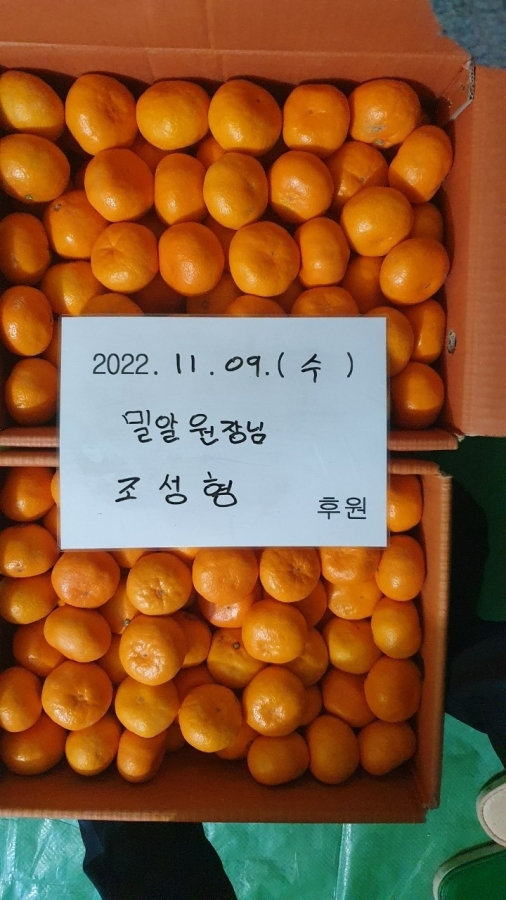 2022. 11. 09. ( 수 )
밀알 원장님
조성형
후원